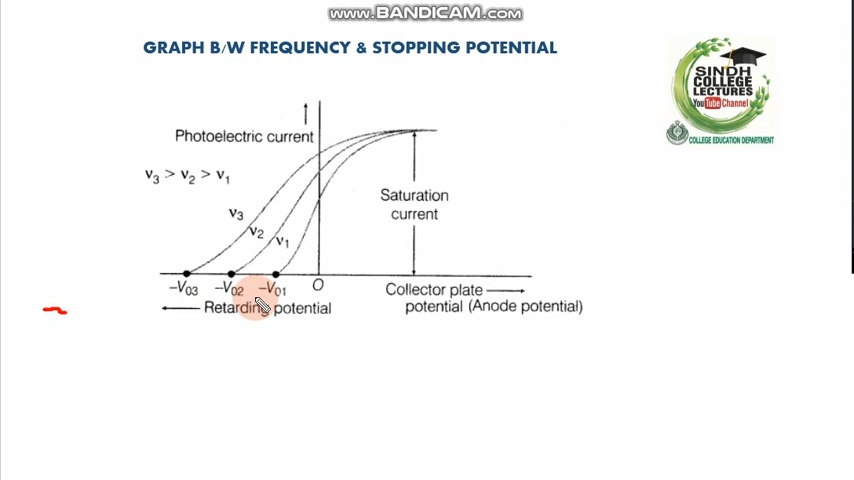 www.BANDICAM.com
GRAPH B/W FREQUENCY & STOPPING POTENTIAL
SINDH
COLLEGE
LECTURES
YouTube Channel
COLLEGE EDUCATION DEPARTMENT
Photoelectric current
ν₃ > ν₂ > ν₁
Saturation
current
ν₃
ν₂
ν₁
–V₀₃ –V₀₂ –V₀₁ O
Collector plate
potential (Anode potential)
Retarding potential